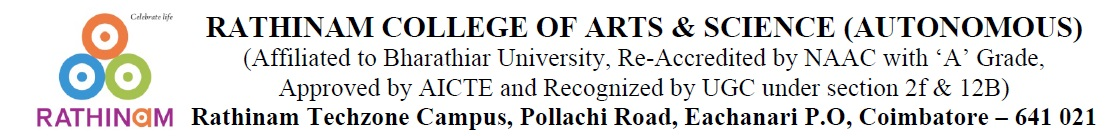 Celebrate life
RATHINAM
RATHINAM COLLEGE OF ARTS & SCIENCE (AUTONOMOUS)
(Affiliated to Bharathiar University, Re-Accredited by NAAC with ‘A’ Grade,
Approved by AICTE and Recognized by UGC under section 2f & 12B)
Rathinam Techzone Campus, Pollachi Road, Eachanari P.O, Coimbatore – 641 021